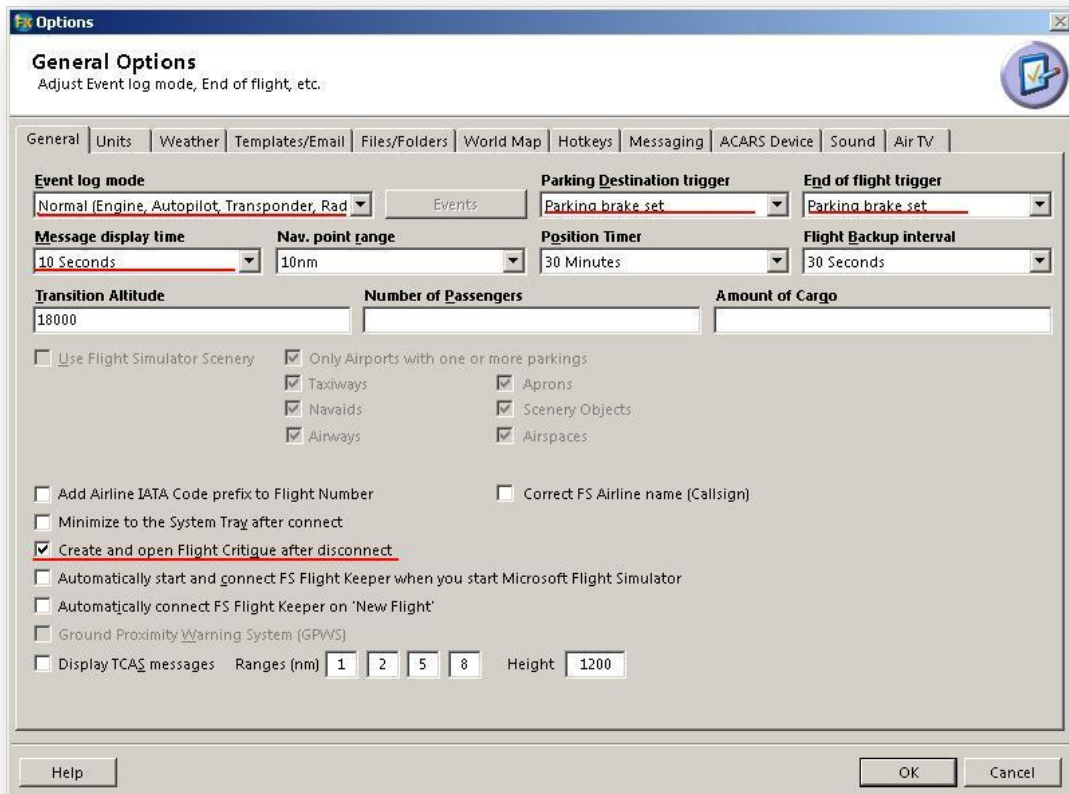 FK Options
General Options
Adjust Event log mode, End of flight, etc.
General Units Weather Templates/Email Files/Folders World Map Hotkeys Messaging ACARS Device Sound Air TV
Event log mode Parking Destination trigger End of flight trigger
Normal (Engine, Autopilot, Transponder, Rad Events Parking brake set Parking brake set
Message display time Nav. point range Position Timer Flight Backup interval
10 Seconds 10nm 30 Minutes 30 Seconds
Transition Altitude Number of Passengers Amount of Cargo
18000
Use Flight Simulator Scenery Only Airports with one or more parkings
Taxiways Aprons
Navaids Scenery Objects
Airways Airspaces
Add Airline IATA Code prefix to Flight Number Correct FS Airline name (Callsign)
Minimize to the System Tray after connect
Create and open Flight Critique after disconnect
Automatically start and connect FS Flight Keeper when you start Microsoft Flight Simulator
Automatically connect FS Flight Keeper on 'New Flight'
Ground Proximity Warning System (GPWS)
Display TCAS messages Ranges (nm) 1 2 5 8 Height 1200
Help OK Cancel